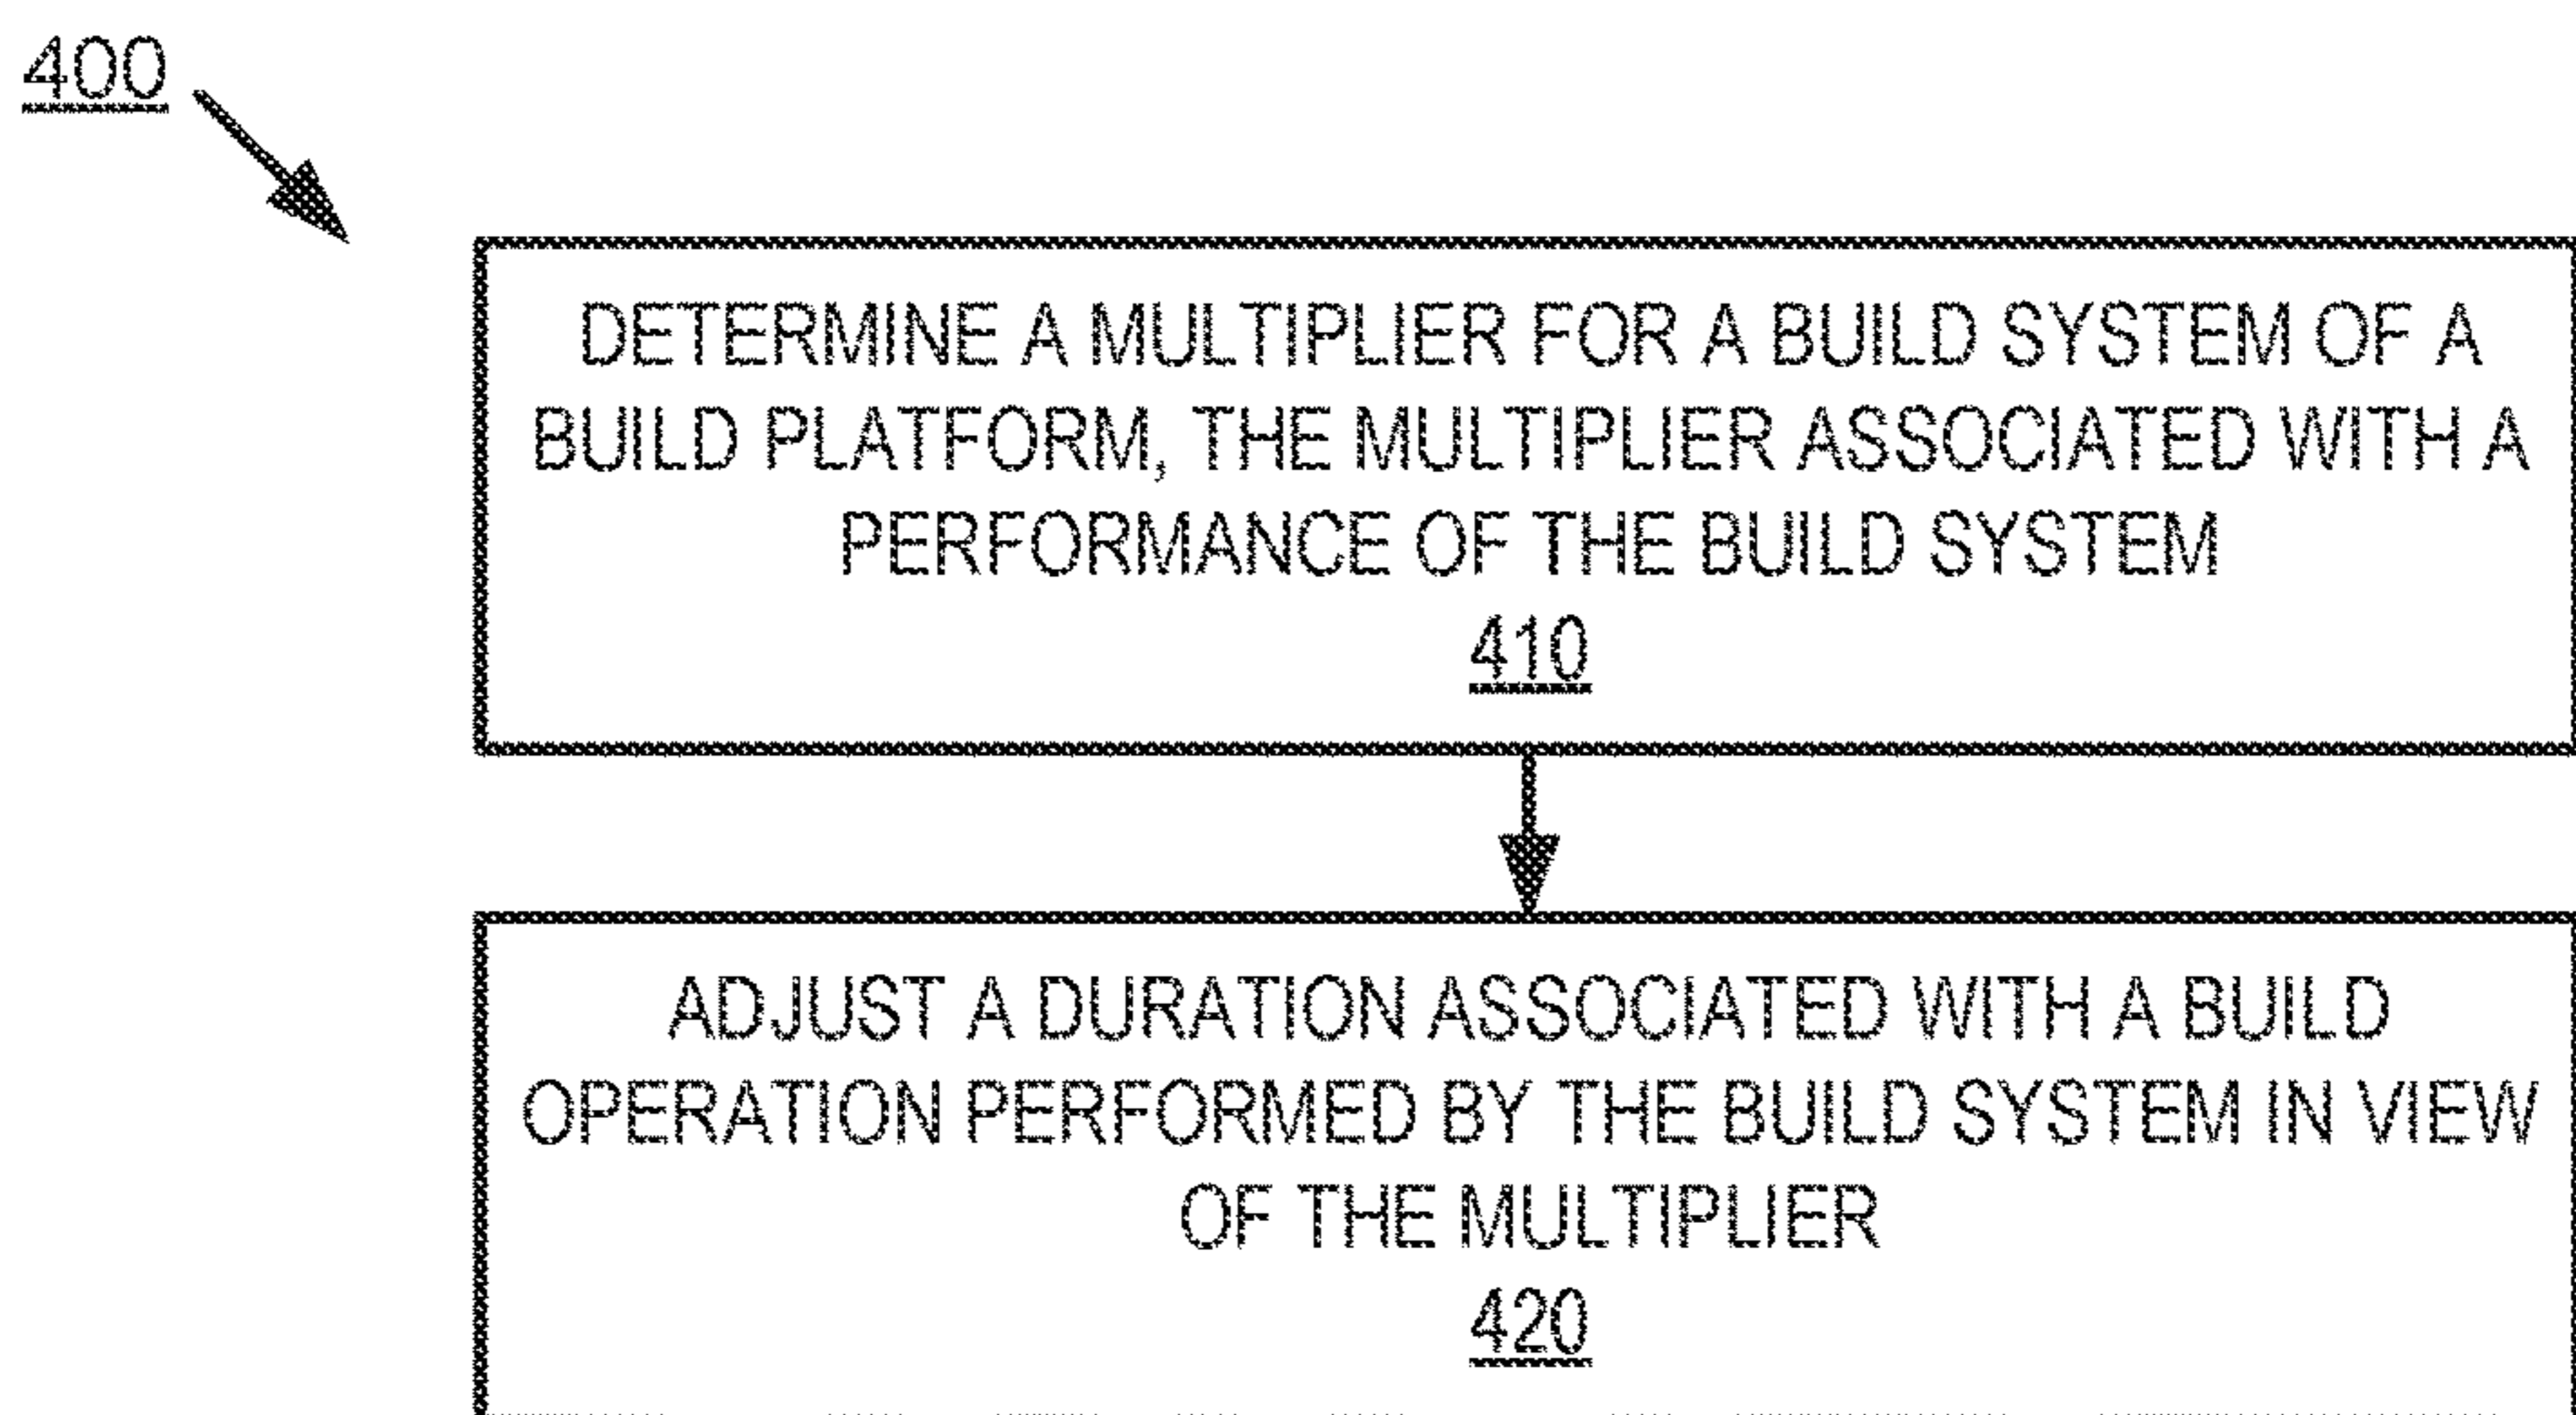 400
DETERMINE A MULTIPLIER FOR A BUILD SYSTEM OF A
BUILD PLATFORM, THE MULTIPLIER ASSOCIATED WITH A
PERFORMANCE OF THE BUILD SYSTEM
410
ADJUST A DURATION ASSOCIATED WITH A BUILD
OPERATION PERFORMED BY THE BUILD SYSTEM IN VIEW
OF THE MULTIPLIER
420